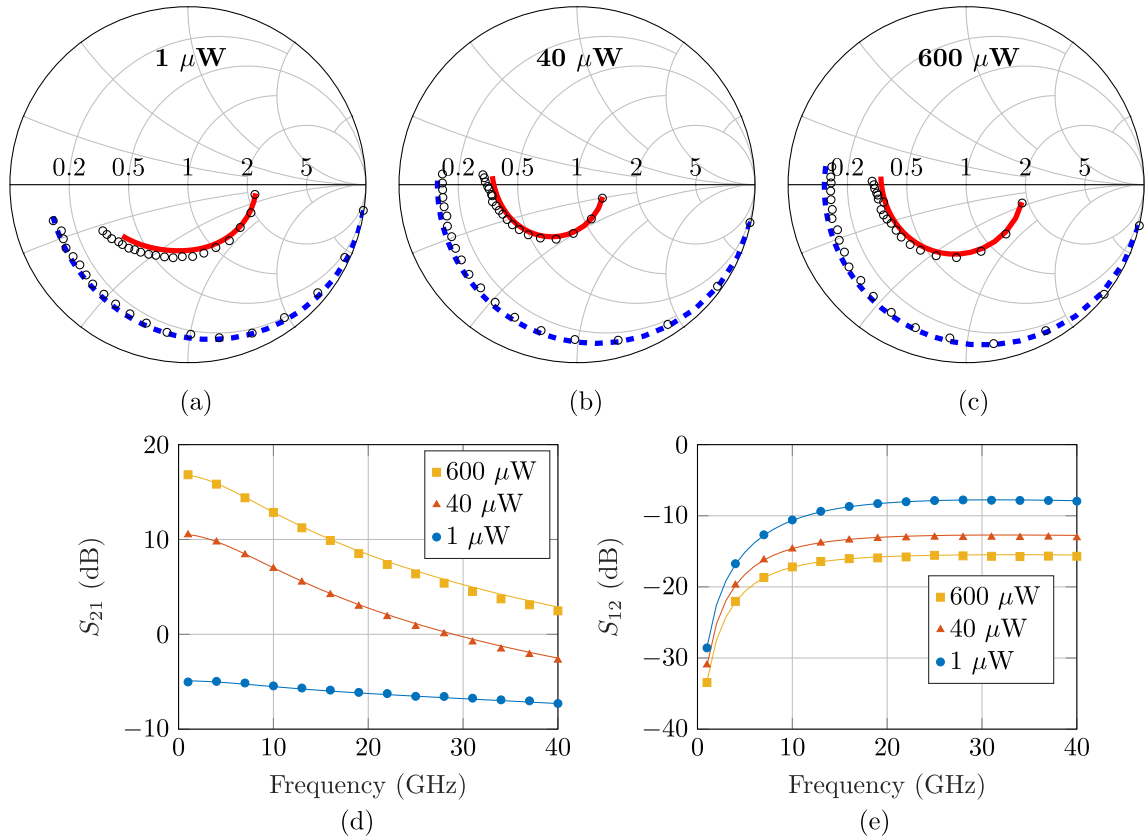 1 μW
40 μW
600 μW
0.2 0.5 1 2 5
0.2 0.5 1 2 5
0.2 0.5 1 2 5
(a)
(b)
(c)
20
10
0
−10
0 10 20 30 40
S21 (dB)
Frequency (GHz)
600 μW
40 μW
1 μW
(d)
0
−10
−20
−30
−40
0 10 20 30 40
S12 (dB)
Frequency (GHz)
600 μW
40 μW
1 μW
(e)